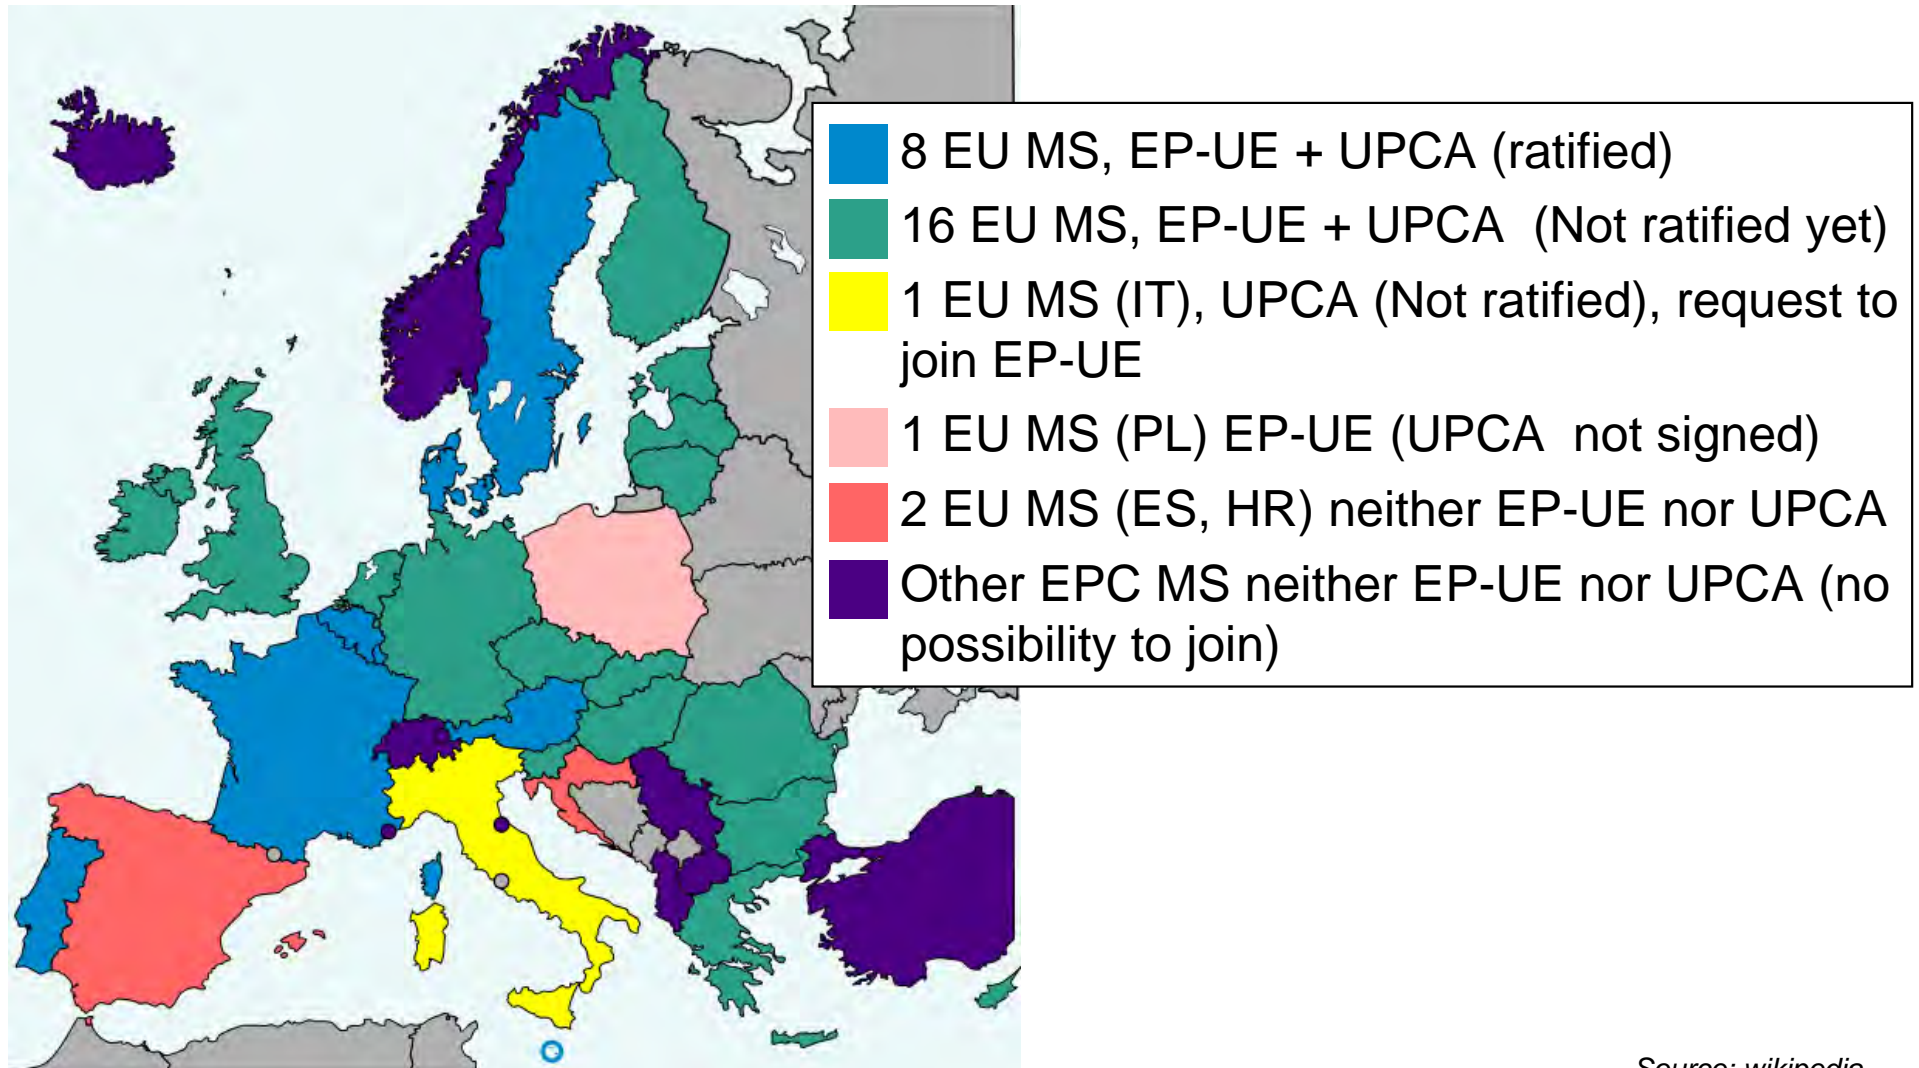 8 EU MS, EP-UE + UPCA (ratified)
16 EU MS, EP-UE + UPCA (Not ratified yet)
1 EU MS (IT), UPCA (Not ratified), request to
join EP-UE
1 EU MS (PL) EP-UE (UPCA not signed)
2 EU MS (ES, HR) neither EP-UE nor UPCA
Other EPC MS neither EP-UE nor UPCA (no
possibility to join)
Source: wikipedia